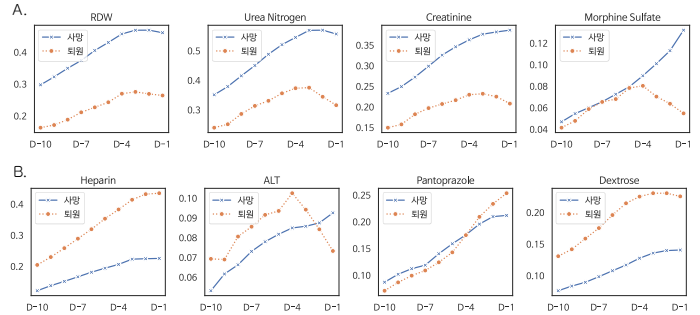 A.
RDW
사망
퇴원
0.4
0.3
0.2
D-10
D-7
D-4
D-1
Urea Nitrogen
사망
퇴원
0.5
0.4
0.3
D-10
D-7
D-4
D-1
Creatinine
사망
퇴원
0.35
0.30
0.25
0.20
0.15
D-10
D-7
D-4
D-1
Morphine Sulfate
사망
퇴원
0.12
0.10
0.08
0.06
0.04
D-10
D-7
D-4
D-1
B.
Heparin
사망
퇴원
0.4
0.3
0.2
D-10
D-7
D-4
D-1
ALT
사망
퇴원
0.10
0.09
0.08
0.07
0.06
D-10
D-7
D-4
D-1
Pantoprazole
사망
퇴원
0.25
0.20
0.15
0.10
D-10
D-7
D-4
D-1
Dextrose
사망
퇴원
0.20
0.15
0.10
D-10
D-7
D-4
D-1